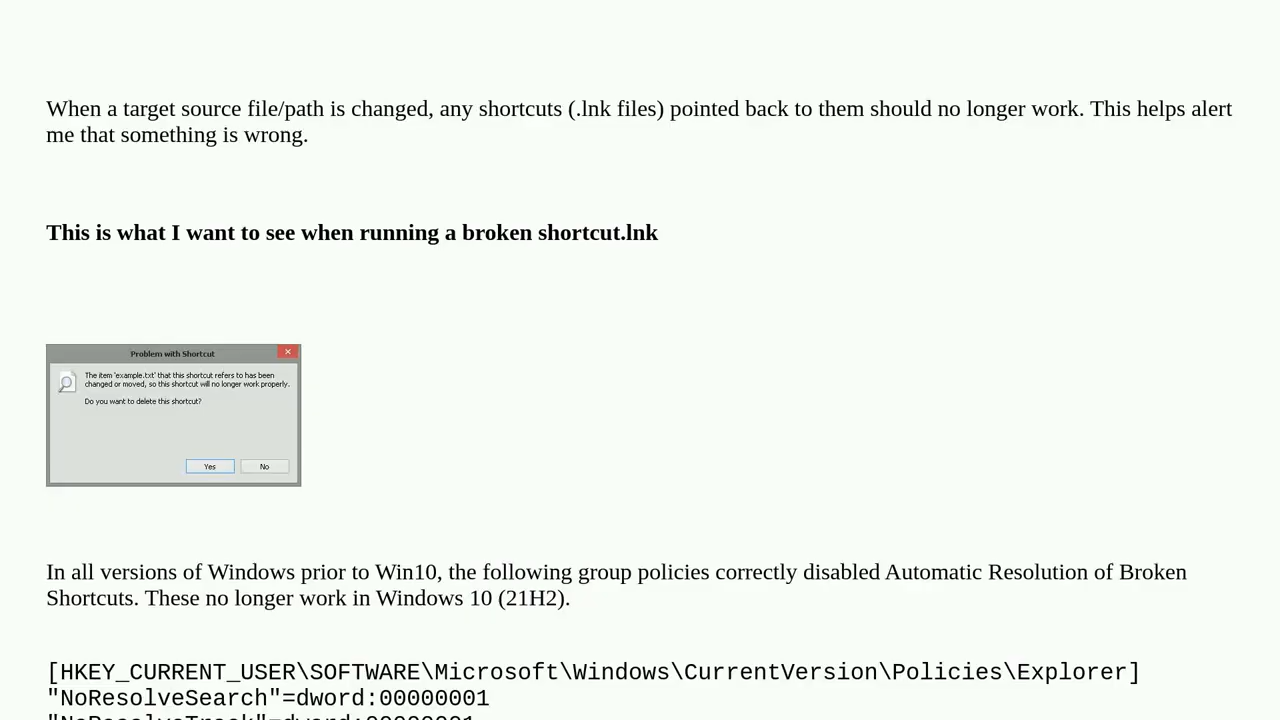 When a target source file/path is changed, any shortcuts (.lnk files) pointed back to them should no longer work. This helps alert
me that something is wrong.
This is what I want to see when running a broken shortcut.lnk
Problem with Shortcut
The item 'example.txt' that this shortcut refers to has been
changed or moved, so this shortcut will no longer work properly.
Do you want to delete this shortcut?
Yes No
In all versions of Windows prior to Win10, the following group policies correctly disabled Automatic Resolution of Broken
Shortcuts. These no longer work in Windows 10 (21H2).
[HKEY_CURRENT_USER\SOFTWARE\Microsoft\Windows\CurrentVersion\Policies\Explorer]
"NoResolveSearch"=dword:00000001
"NoResolveTrack"=dword:00000001